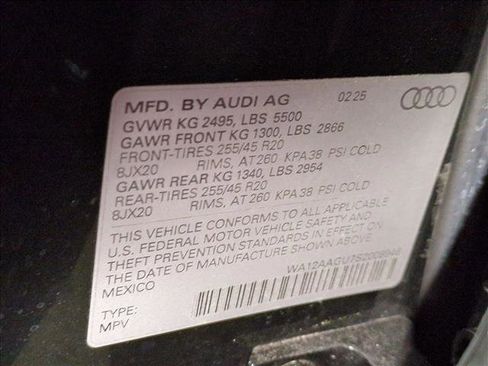 MFD. BY AUDI AG 02/25
GVWR KG 2495, LBS 5500
GAWR FRONT KG 1300, LBS 2866
FRONT-TIRES 255/45 R20
8JX20 RIMS, AT 260 KPA 38 PSI COLD
GAWR REAR KG 1340, LBS 2954
REAR-TIRES 255/45 R20
8JX20 RIMS, AT 260 KPA 38 PSI COLD
THIS VEHICLE CONFORMS TO ALL APPLICABLE
U.S. FEDERAL MOTOR VEHICLE SAFETY AND
THEFT PREVENTION STANDARDS IN EFFECT ON
THE DATE OF MANUFACTURE SHOWN ABOVE.
MEXICO
TYPE:
MPV